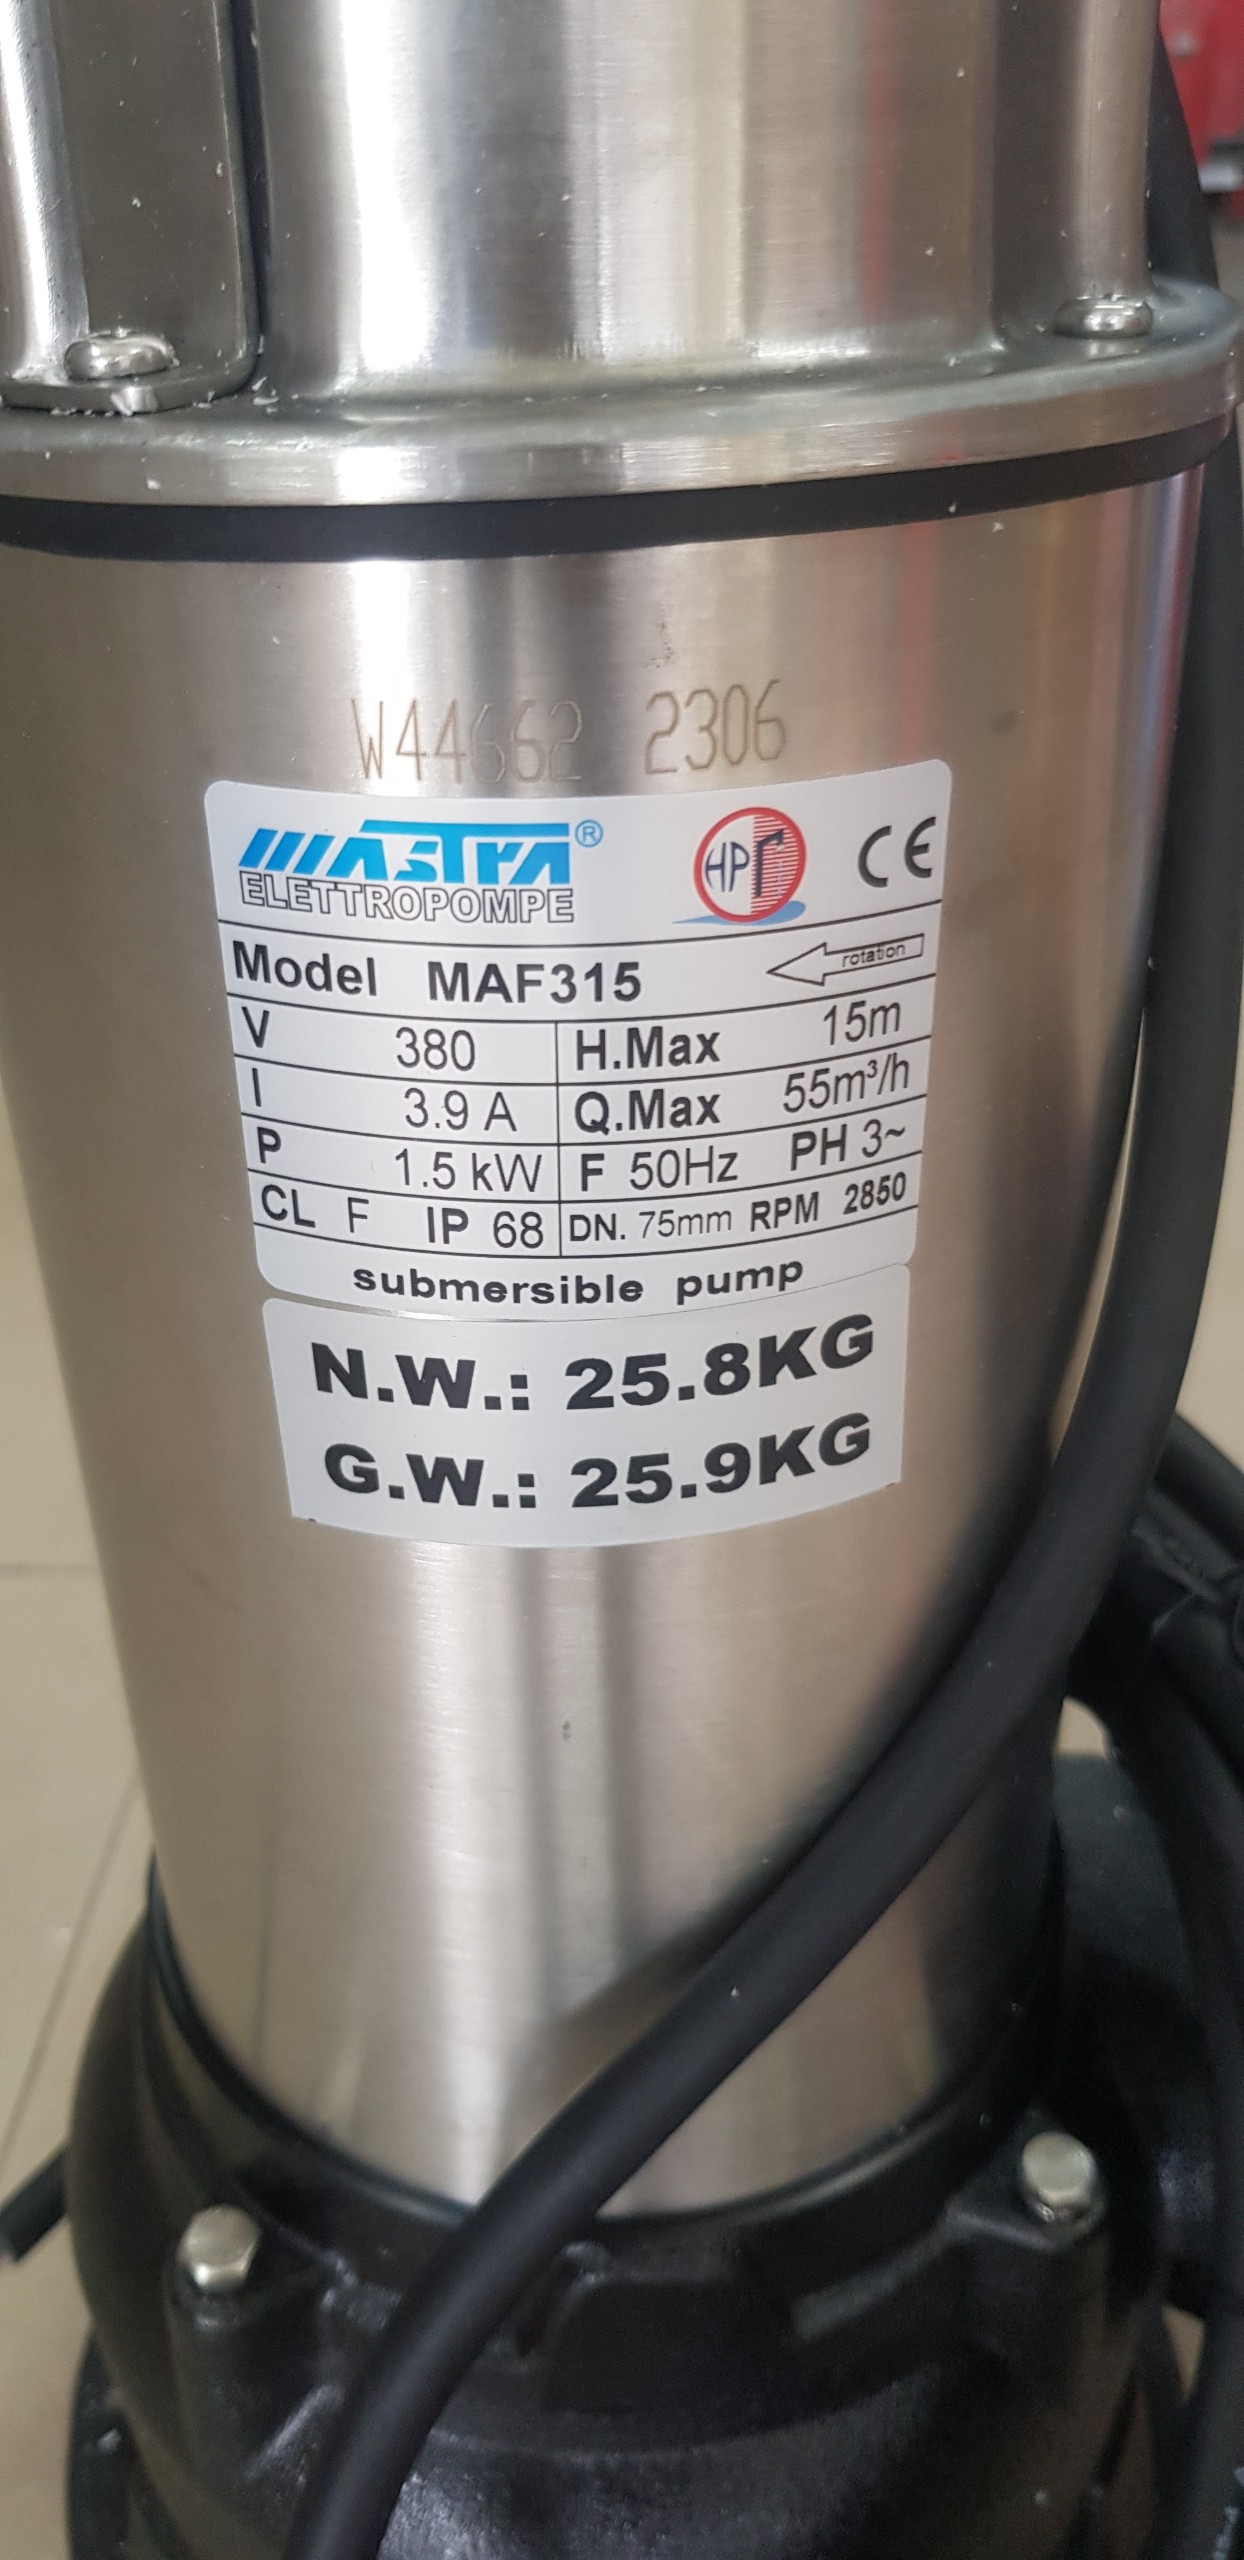 W44662 2306
MASTRA® HPP CE
ELETTROPOMPE
Model MAF315 rotation
V 380 H.Max 15m
I 3.9 A Q.Max 55m³/h
P 1.5 kW F 50Hz PH 3~
CL F IP 68 DN. 75mm RPM 2850
submersible pump
N.W.: 25.8KG
G.W.: 25.9KG